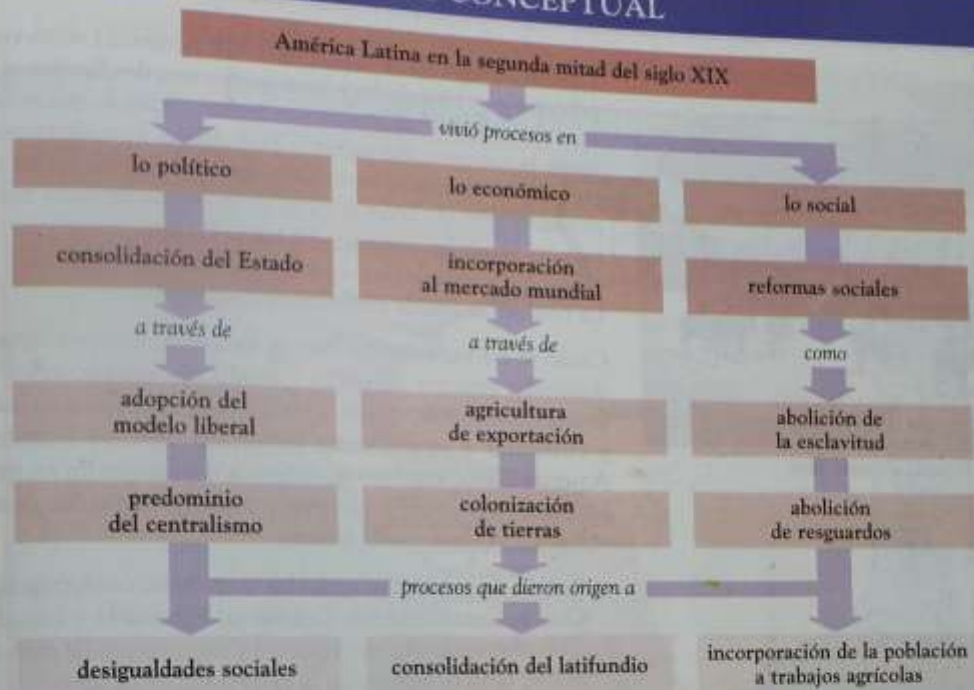 CONCEPTUAL
América Latina en la segunda mitad del siglo XIX
vivió procesos en
lo político
lo económico
lo social
consolidación del Estado
incorporación
al mercado mundial
reformas sociales
a través de
a través de
como
adopción del
modelo liberal
agricultura
de exportación
abolición de
la esclavitud
predominio
del centralismo
colonización
de tierras
abolición
de resguardos
procesos que dieron origen a
desigualdades sociales
consolidación del latifundio
incorporación de la población
a trabajos agrícolas